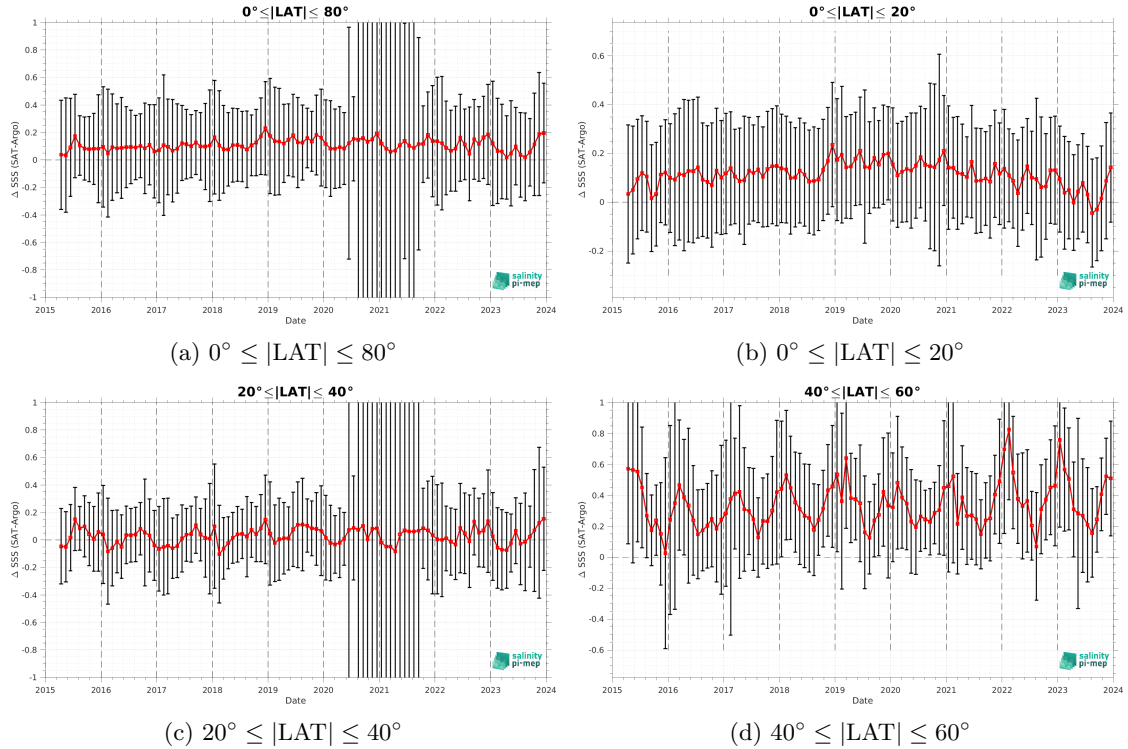 0°≤|LAT|≤ 80°
Δ SSS (SAT-Argo)
1
0.8
0.6
0.4
0.2
0
-0.2
-0.4
-0.6
-0.8
-1
2015 2016 2017 2018 2019 2020 2021 2022 2023 2024
Date
salinity
pi-mep
(a) 0° ≤ |LAT| ≤ 80°
0°≤|LAT|≤ 20°
Δ SSS (SAT-Argo)
0.6
0.4
0.2
0
-0.2
2015 2016 2017 2018 2019 2020 2021 2022 2023 2024
Date
salinity
pi-mep
(b) 0° ≤ |LAT| ≤ 20°
20°≤|LAT|≤ 40°
Δ SSS (SAT-Argo)
1
0.8
0.6
0.4
0.2
0
-0.2
-0.4
-0.6
-0.8
-1
2015 2016 2017 2018 2019 2020 2021 2022 2023 2024
Date
salinity
pi-mep
(c) 20° ≤ |LAT| ≤ 40°
40°≤|LAT|≤ 60°
Δ SSS (SAT-Argo)
1
0.8
0.6
0.4
0.2
0
-0.2
-0.4
-0.6
2015 2016 2017 2018 2019 2020 2021 2022 2023 2024
Date
salinity
pi-mep
(d) 40° ≤ |LAT| ≤ 60°